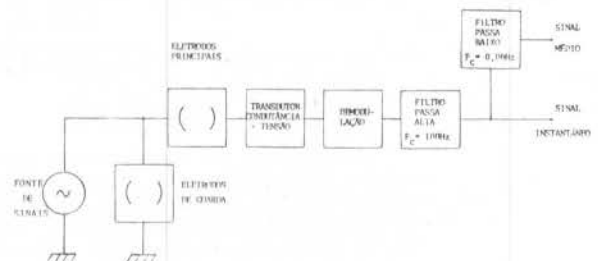 FILTRO
PASSA
BAIXO
SINAL
MÉDIO
ELETRODOS
PRINCIPAIS
( )
TRANSDUTOR
CONDUTÂNCIA
- TENSÃO
DEMODU-
LAÇÃO
FILTRO
PASSA
ALTA
SINAL
INSTANTÂNEO
( )
FONTE
DE
SINAIS
~
ELETRODOS
DE GUARDA